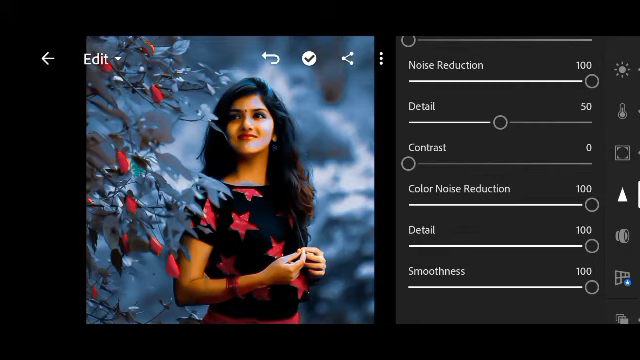 Edit
Noise Reduction 100
Detail 50
Contrast 0
Color Noise Reduction 100
Detail 100
Smoothness 100